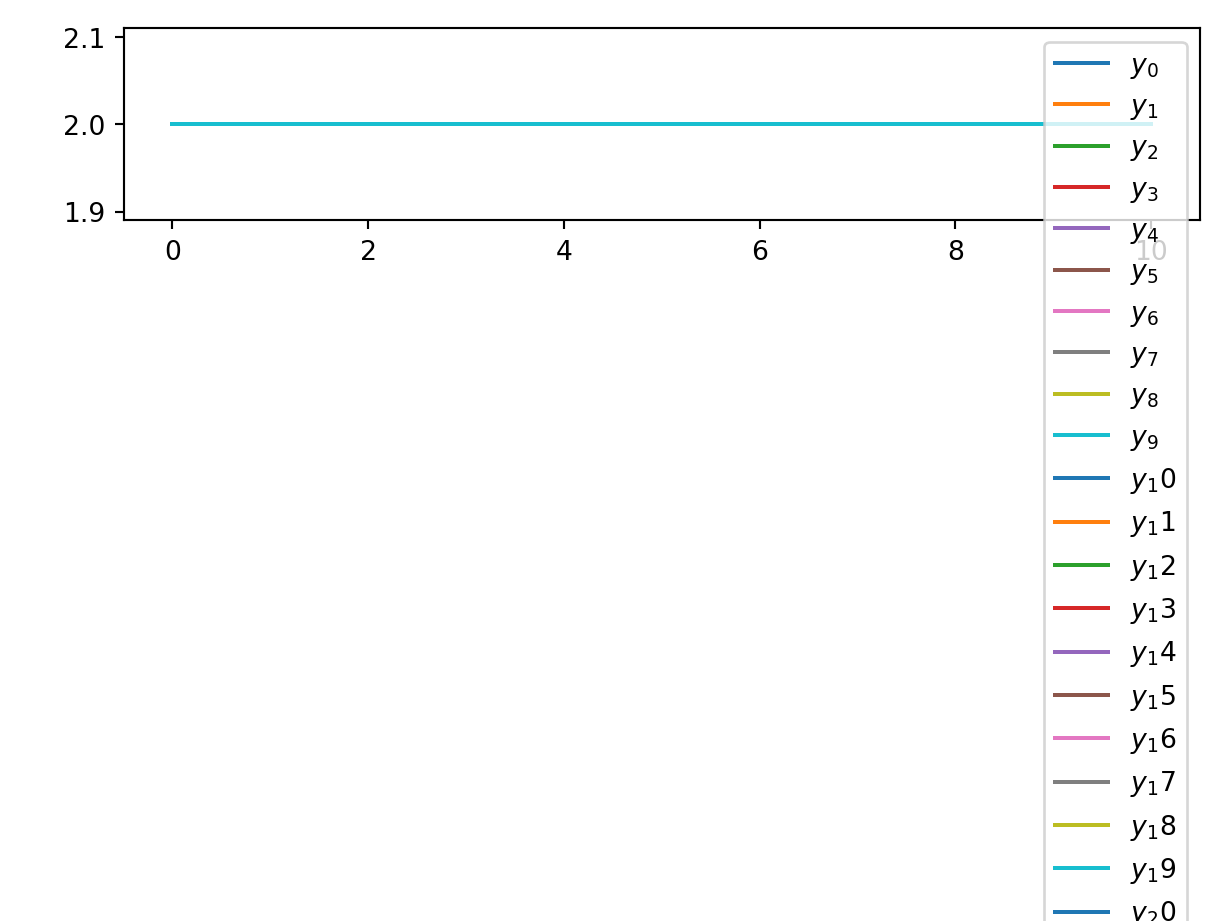 2.1
2.0
1.9
0 2 4 6 8 10
y₀
y₁
y₂
y₃
y₄
y₅
y₆
y₇
y₈
y₉
y₁0
y₁1
y₁2
y₁3
y₁4
y₁5
y₁6
y₁7
y₁8
y₁9
y₂0